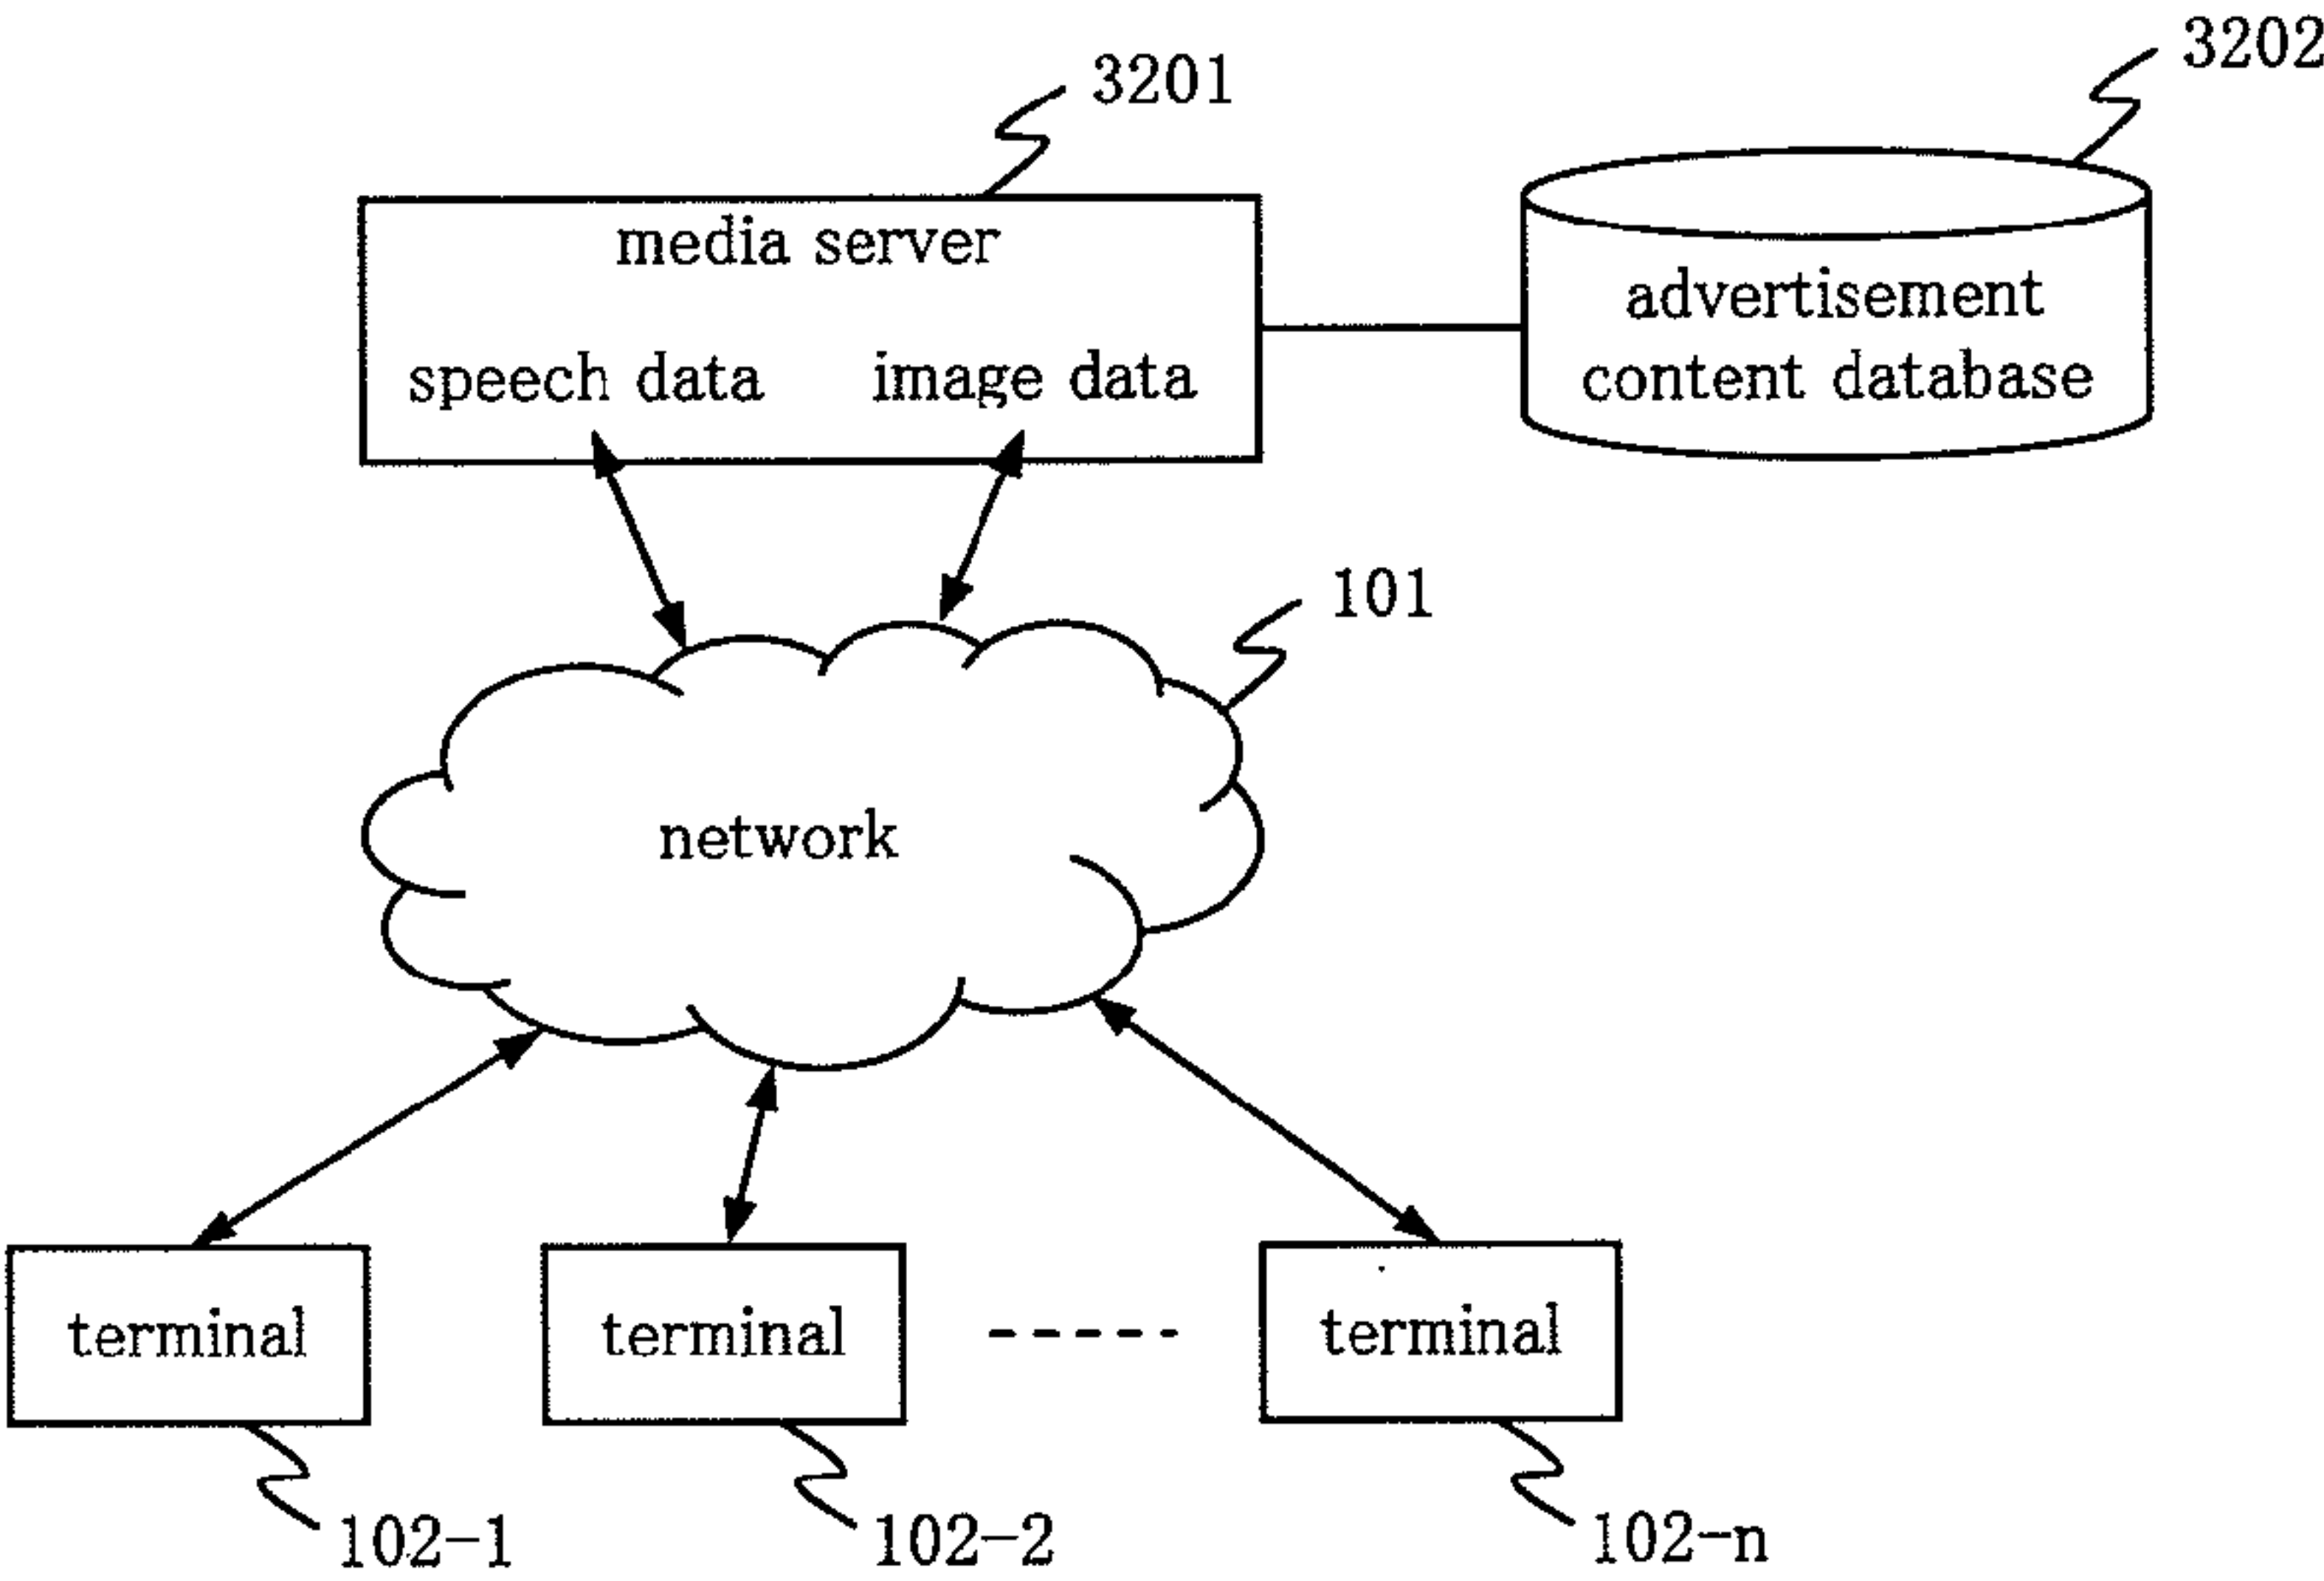 3202
3201
media server
speech data
image data
advertisement
content database
101
network
terminal
terminal
terminal
102-1
102-2
102-n